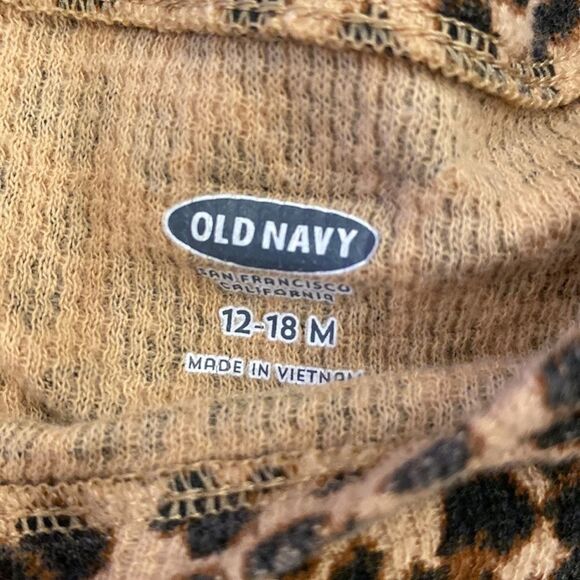 OLD NAVY
SAN FRANCISCO
CALIFORNIA
12-18 M
MADE IN VIETNAM